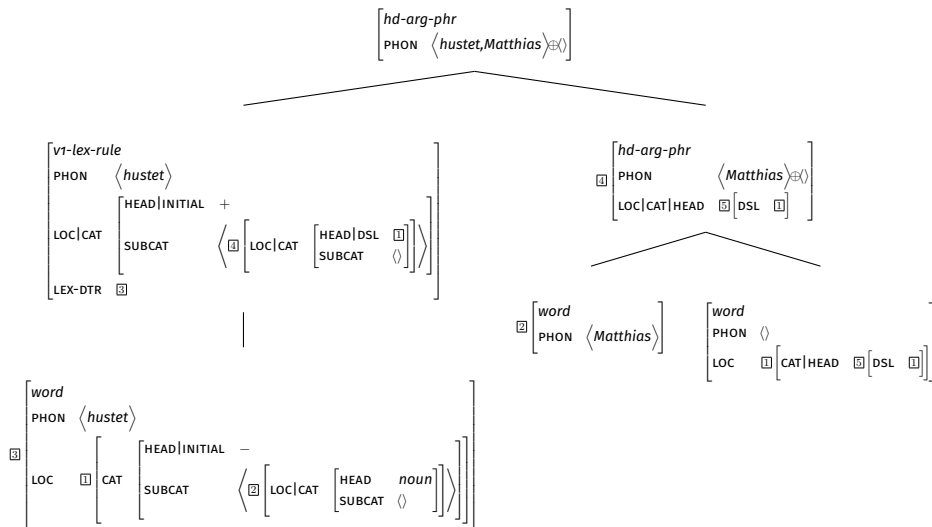 hd-arg-phr
PHON ⟨hustet,Matthias⟩⊕⟨⟩
v1-lex-rule
PHON ⟨hustet⟩
HEAD|INITIAL +
LOC|CAT
SUBCAT ⟨ 4 [LOC|CAT [HEAD|DSL 1
SUBCAT ⟨⟩]]⟩
LEX-DTR 3
hd-arg-phr
4 PHON ⟨Matthias⟩⊕⟨⟩
LOC|CAT|HEAD 5 [DSL 1]
2 word
PHON ⟨Matthias⟩
word
PHON ⟨⟩
LOC 1 [CAT|HEAD 5 [DSL 1]]
word
PHON ⟨hustet⟩
3
HEAD|INITIAL −
LOC 1 [CAT
SUBCAT ⟨ 2 [LOC|CAT [HEAD noun
SUBCAT ⟨⟩]]⟩]